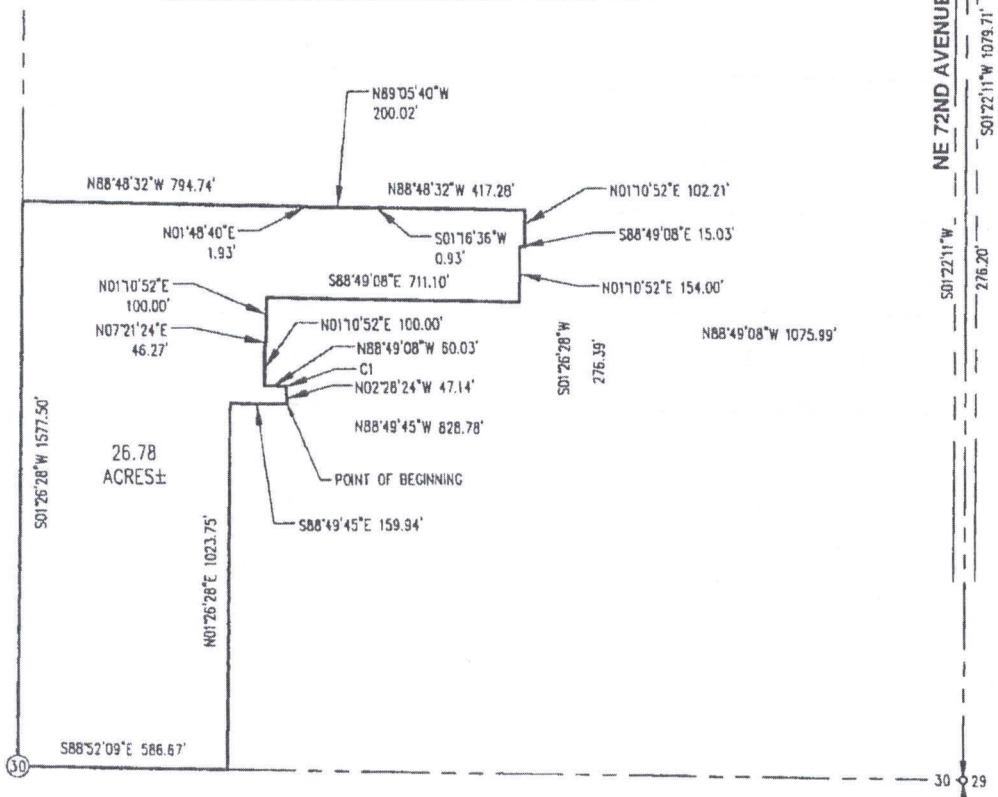 NE 72ND AVENUE
S01°22'11"W 1079.71'
N89°05'40"W
200.02'
N88°48'32"W 794.74'
N88°48'32"W 417.28'
N01°10'52"E 102.21'
N01°48'40"E
1.93'
S01°16'36"W
0.93'
S88°49'08"E 15.03'
S88°49'08"E 711.10'
N01°10'52"E 154.00'
S01°22'11"W
276.20'
N01°10'52"E
100.00'
N07°21'24"E
46.27'
N01°10'52"E 100.00'
N88°49'08"W 60.03'
C1
N02°28'24"W 47.14'
S01°26'28"W
276.39'
N88°49'08"W 1075.99'
N88°49'45"W 828.78'
S01°26'28"W 1577.50'
26.78
ACRES±
POINT OF BEGINNING
S88°49'45"E 159.94'
N01°26'28"E 1023.75'
S88°52'09"E 586.67'
30
30 29